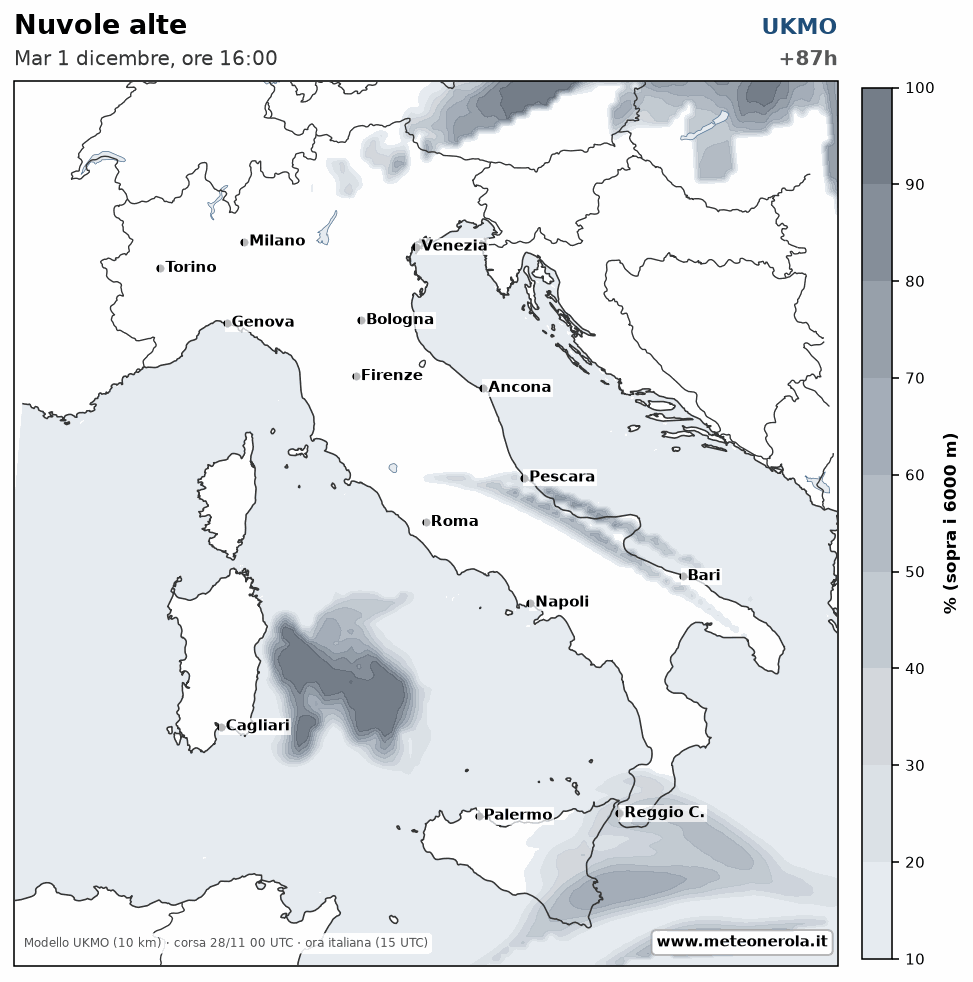 Nuvole alte
UKMO
Mar 1 dicembre, ore 16:00
+87h
100
90
80
70
60
50
40
30
20
10
% (sopra i 6000 m)
Milano
Venezia
Torino
Genova
Bologna
Firenze
Ancona
Pescara
Roma
Bari
Napoli
Cagliari
Palermo
Reggio C.
Modello UKMO (10 km) · corsa 28/11 00 UTC · ora italiana (15 UTC)
www.meteonerola.it